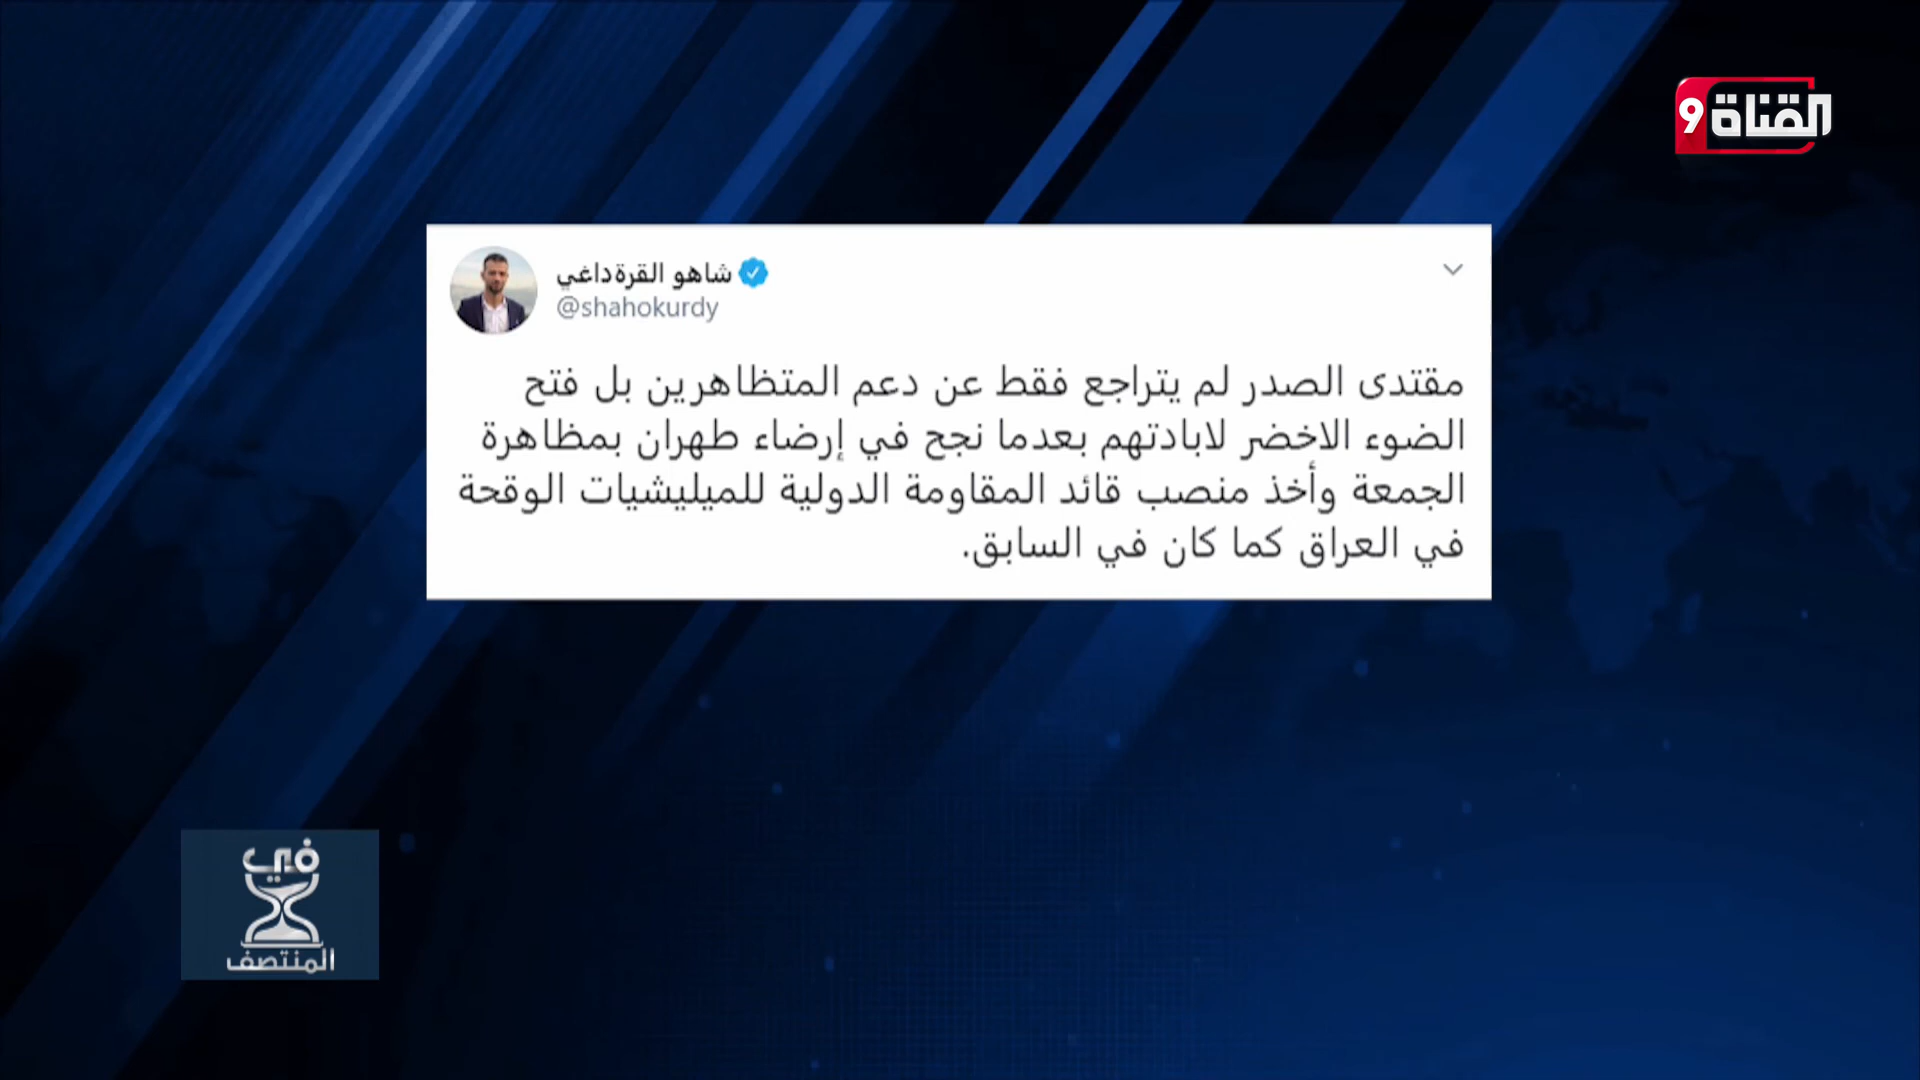 القناة 9
شاهو القرةداغي
@shahokurdy
مقتدى الصدر لم يتراجع فقط عن دعم المتظاهرين بل فتح
الضوء الاخضر لابادتهم بعدما نجح في إرضاء طهران بمظاهرة
الجمعة وأخذ منصب قائد المقاومة الدولية للميليشيات الوقحة
في العراق كما كان في السابق.
في
المنتصف